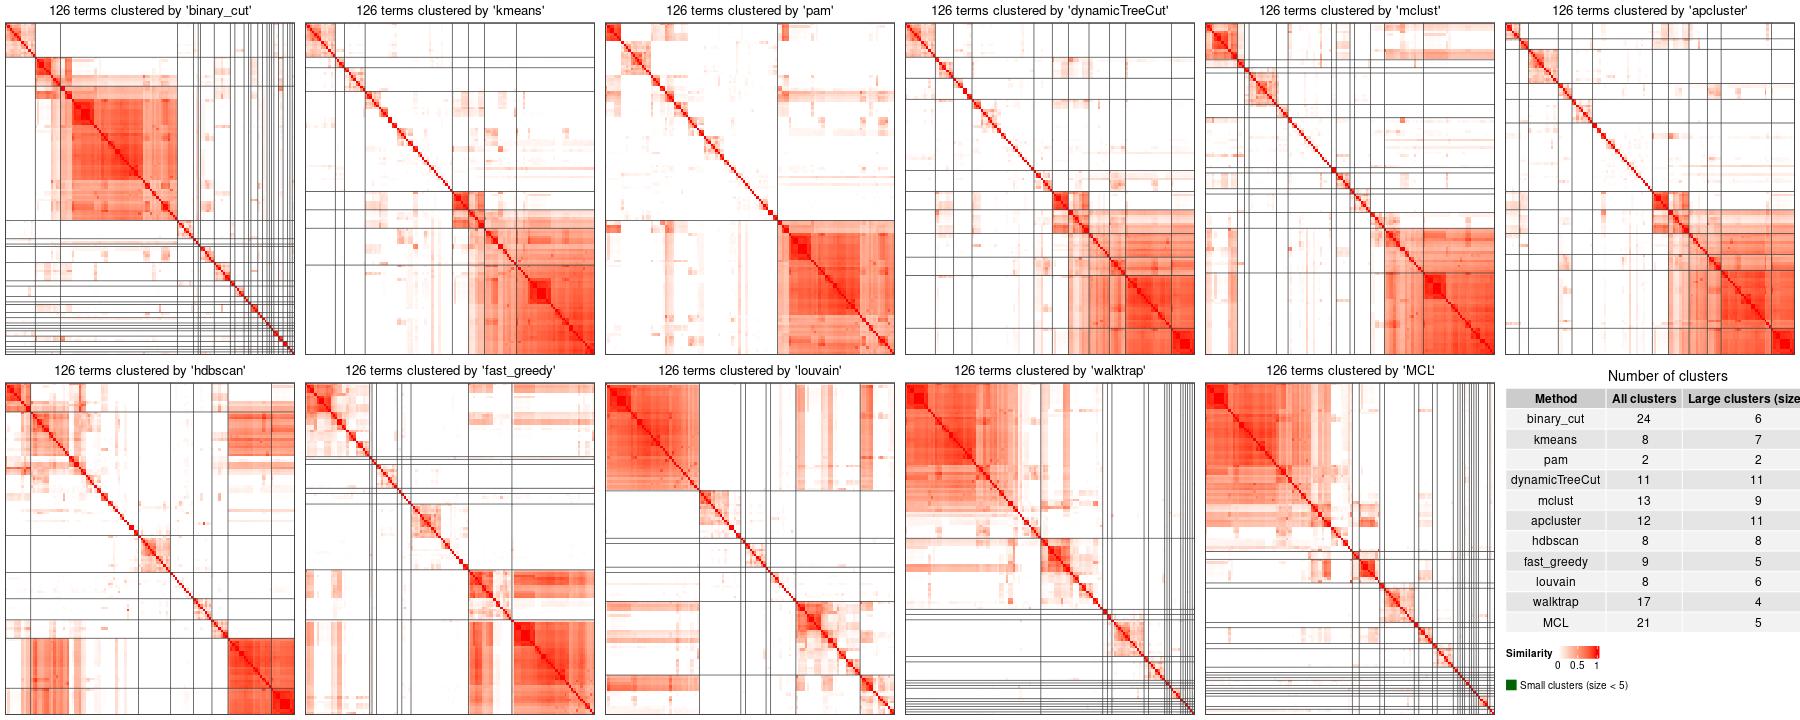 126 terms clustered by 'binary_cut'
126 terms clustered by 'kmeans'
126 terms clustered by 'pam'
126 terms clustered by 'dynamicTreeCut'
126 terms clustered by 'mclust'
126 terms clustered by 'apcluster'
126 terms clustered by 'hdbscan'
126 terms clustered by 'fast_greedy'
126 terms clustered by 'louvain'
126 terms clustered by 'walktrap'
126 terms clustered by 'MCL'
Number of clusters
Method All clusters Large clusters (size
binary_cut 24 6
kmeans 8 7
pam 2 2
dynamicTreeCut 11 11
mclust 13 9
apcluster 12 11
hdbscan 8 8
fast_greedy 9 5
louvain 8 6
walktrap 17 4
MCL 21 5
Similarity
0 0.5 1
Small clusters (size < 5)